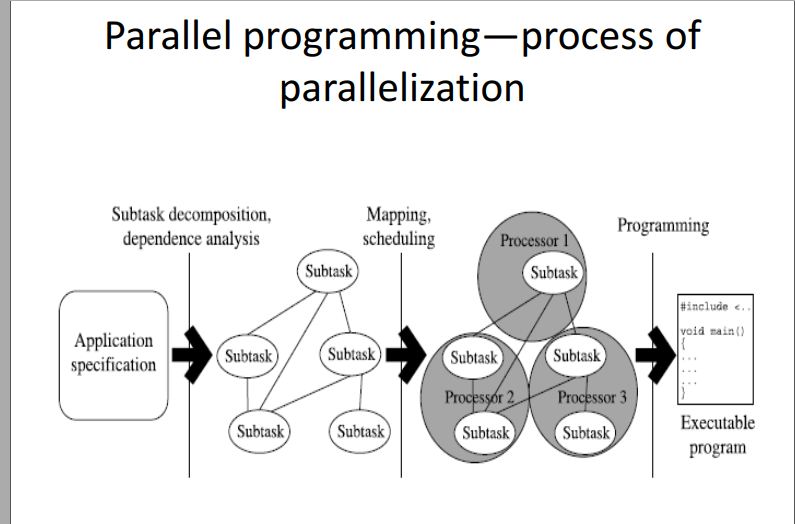 Parallel programming—process of
parallelization
Subtask decomposition,
dependence analysis
Mapping,
scheduling
Programming
Application
specification
Subtask
Subtask
Subtask
Subtask
Subtask
Processor 1
Subtask
Subtask
Processor 2
Subtask
Subtask
Processor 3
Subtask
#include <..
void main()
{
...
...
...
}
Executable
program